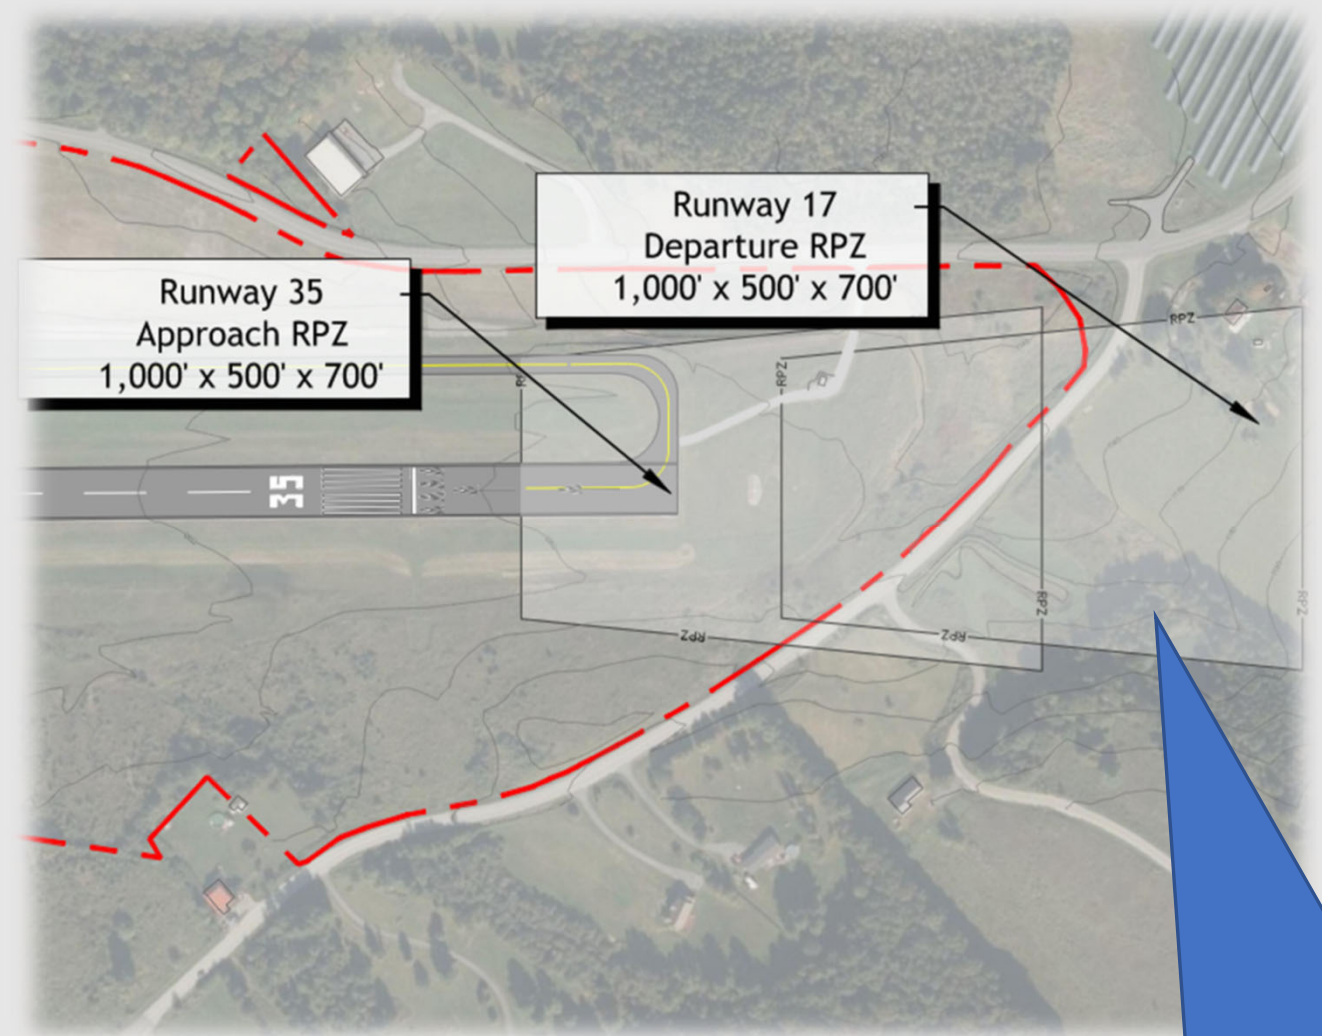 Runway 17
Departure RPZ
1,000' x 500' x 700'
Runway 35
Approach RPZ
1,000' x 500' x 700'
RPZ
RPZ
35
RPZ
RPZ
RPZ
RPZ